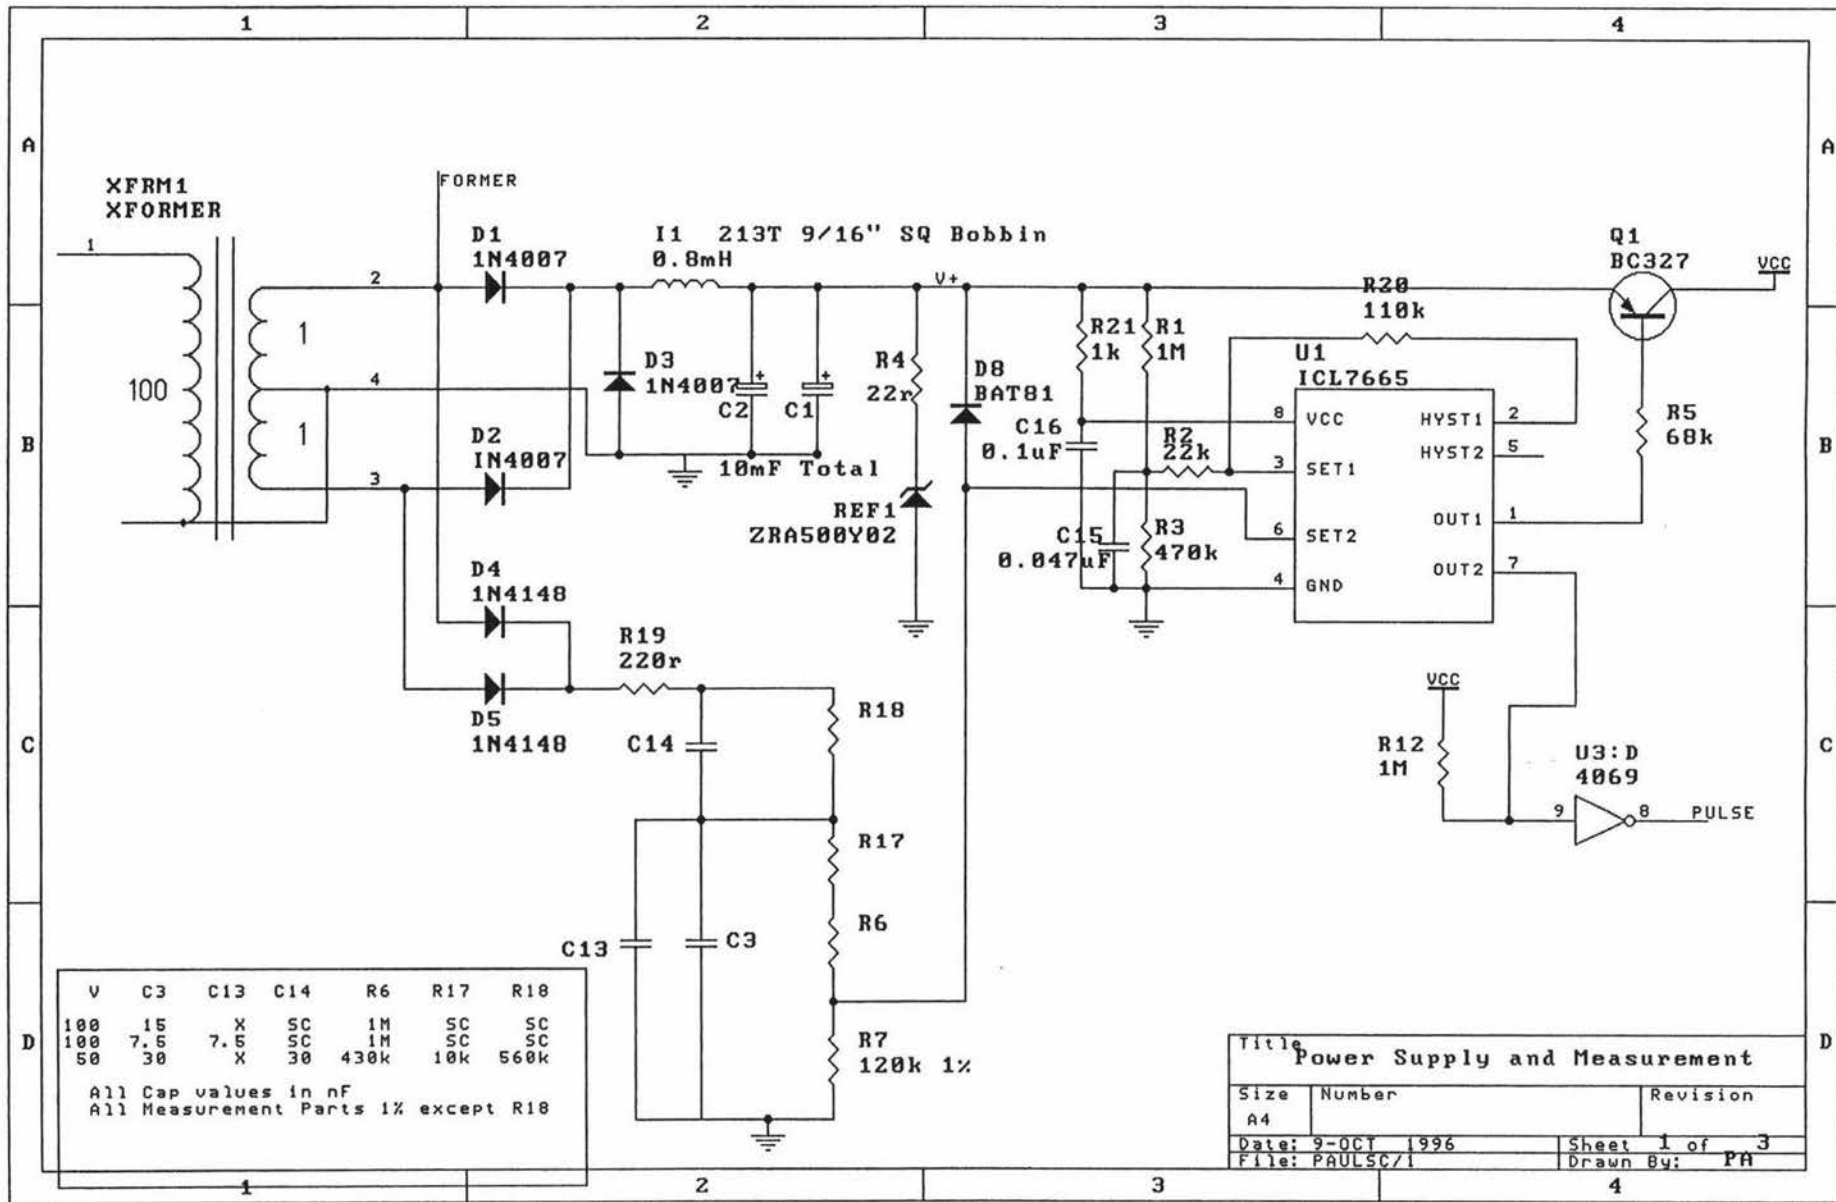 1 2 3 4
A A
XFRM1
XFORMER
FORMER
1
2
D1
1N4007
I1 213T 9/16" SQ Bobbin
0.8mH
V+
Q1
BC327
VCC
R20
110k
1
100
4
1
D3
1N4007
+
C2
+
C1
10mF Total
R4
22r
D8
BAT81
R21
1k
R1
1M
U1
ICL7665
8 VCC HYST1 2
HYST2 5
3 SET1
OUT1 1
6 SET2
OUT2 7
4 GND
R5
68k
B B
D2
IN4007
3
C16
0.1uF
R2
22k
REF1
ZRA500Y02
C15
0.047uF
R3
470k
D4
1N4148
R19
220r
D5
1N4148
C14
R18
VCC
R12
1M
U3:D
4069
9 8 PULSE
C C
R17
R6
C13
C3
R7
120k 1%
V C3 C13 C14 R6 R17 R18
100 15 X SC 1M SC SC
100 7.5 7.5 SC 1M SC SC
50 30 X 30 430k 10k 560k
All Cap values in nF
All Measurement Parts 1% except R18
D D
Title
Power Supply and Measurement
Size Number Revision
A4
Date: 9-OCT 1996 Sheet 1 of 3
File: PAULSC/1 Drawn By: PA
1 2 3 4